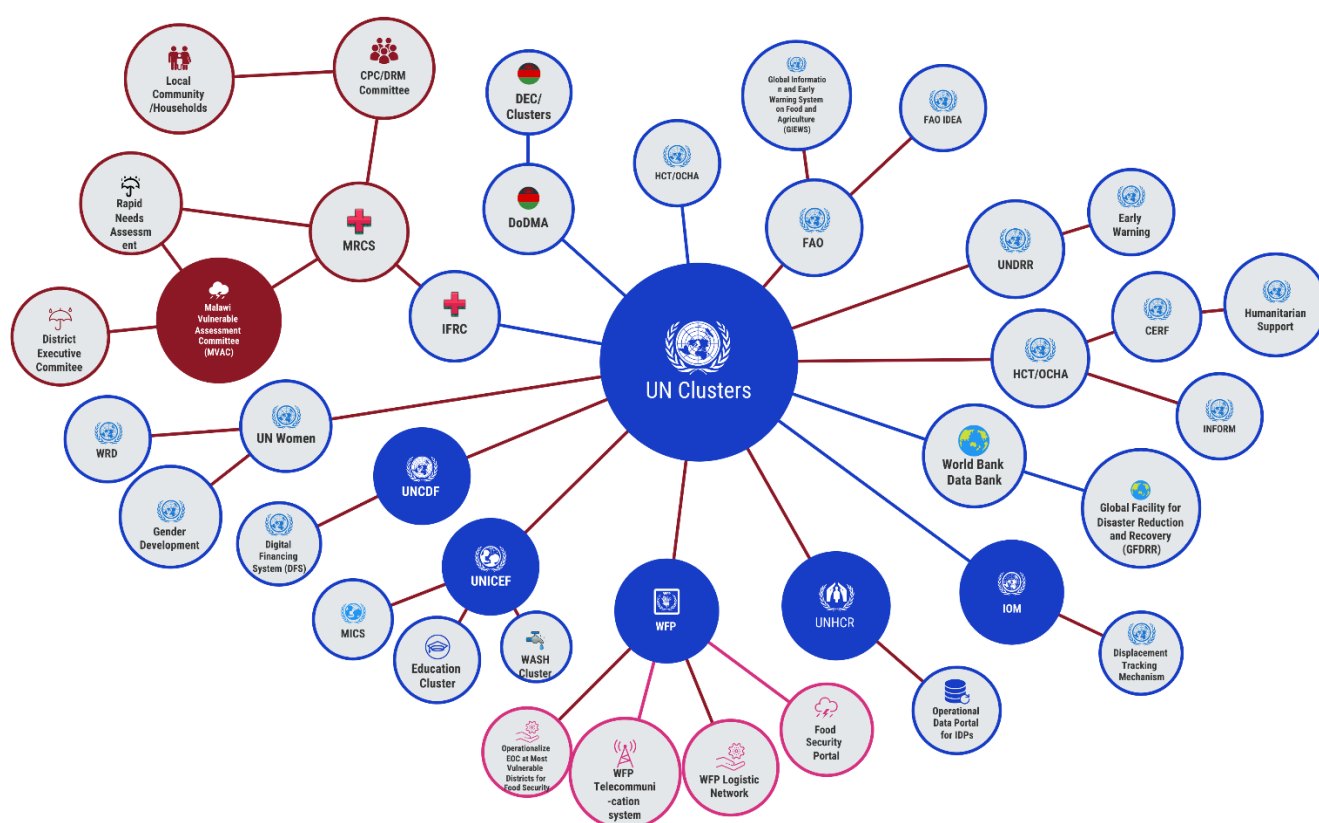 Local
Community
/Households
CPC/DRM
Committee
DEC/
Clusters
Global Informatio
n and Early
Warning System
on Food and
Agriculture
(GIEWS)
FAO IDEA
HCT/OCHA
Rapid
Needs
Assessm
ent
MRCS
DoDMA
FAO
UNDRR
Early
Warning
Malawi
Vulnerable
Assessment
Committee
(MVAC)
District
Executive
Commitee
IFRC
UN Clusters
HCT/OCHA
CERF
Humanitarian
Support
INFORM
WRD
UN Women
Gender
Development
UNCDF
Digital
Financing
System (DFS)
World Bank
Data Bank
Global Facility for
Disaster Reduction
and Recovery
(GFDRR)
UNICEF
MICS
Education
Cluster
WASH
Cluster
WFP
UNHCR
IOM
Displacement
Tracking
Mechanism
Operational
Data Portal
for IDPs
Operationalize
EOC at Most
Vulnerable
Districts for
Food Security
WFP
Telecommuni
-cation
system
WFP Logistic
Network
Food
Security
Portal